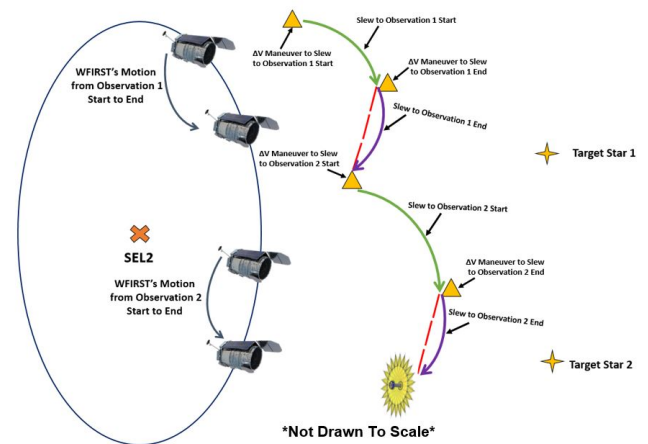 Slew to Observation 1 Start
ΔV Maneuver to Slew
to Observation 1 Start
ΔV Maneuver to Slew
to Observation 1 End
WFIRST's Motion
from Observation 1
Start to End
Slew to Observation 1 End
ΔV Maneuver to Slew
to Observation 2 Start
Target Star 1
Slew to Observation 2 Start
SEL2
ΔV Maneuver to Slew
to Observation 2 End
WFIRST's Motion
from Observation 2
Start to End
Slew to Observation 2 End
Target Star 2
*Not Drawn To Scale*